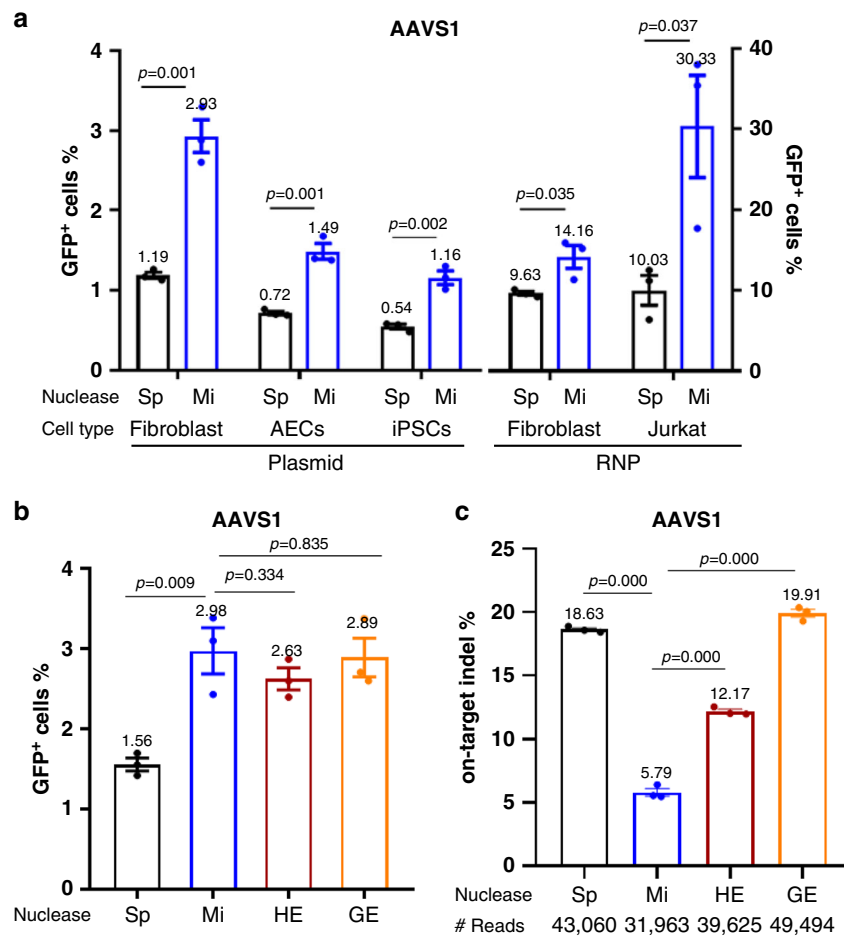 a
AAVS1
p=0.001
2.93
1.19
p=0.001
1.49
0.72
p=0.002
1.16
0.54
p=0.035
14.16
9.63
p=0.037
30.33
10.03
4
3
2
1
0
GFP+ cells %
40
30
20
10
0
GFP+ cells %
Nuclease Sp Mi Sp Mi Sp Mi Sp Mi Sp Mi
Cell type Fibroblast AECs iPSCs Fibroblast Jurkat
Plasmid RNP
b
AAVS1
p=0.835
p=0.009
p=0.334
2.98
2.63
2.89
1.56
4
3
2
1
0
GFP+ cells %
Nuclease Sp Mi HE GE
c
AAVS1
p=0.000
p=0.000
p=0.000
18.63
5.79
12.17
19.91
25
20
15
10
5
0
on-target indel %
Nuclease Sp Mi HE GE
# Reads 43,060 31,963 39,625 49,494